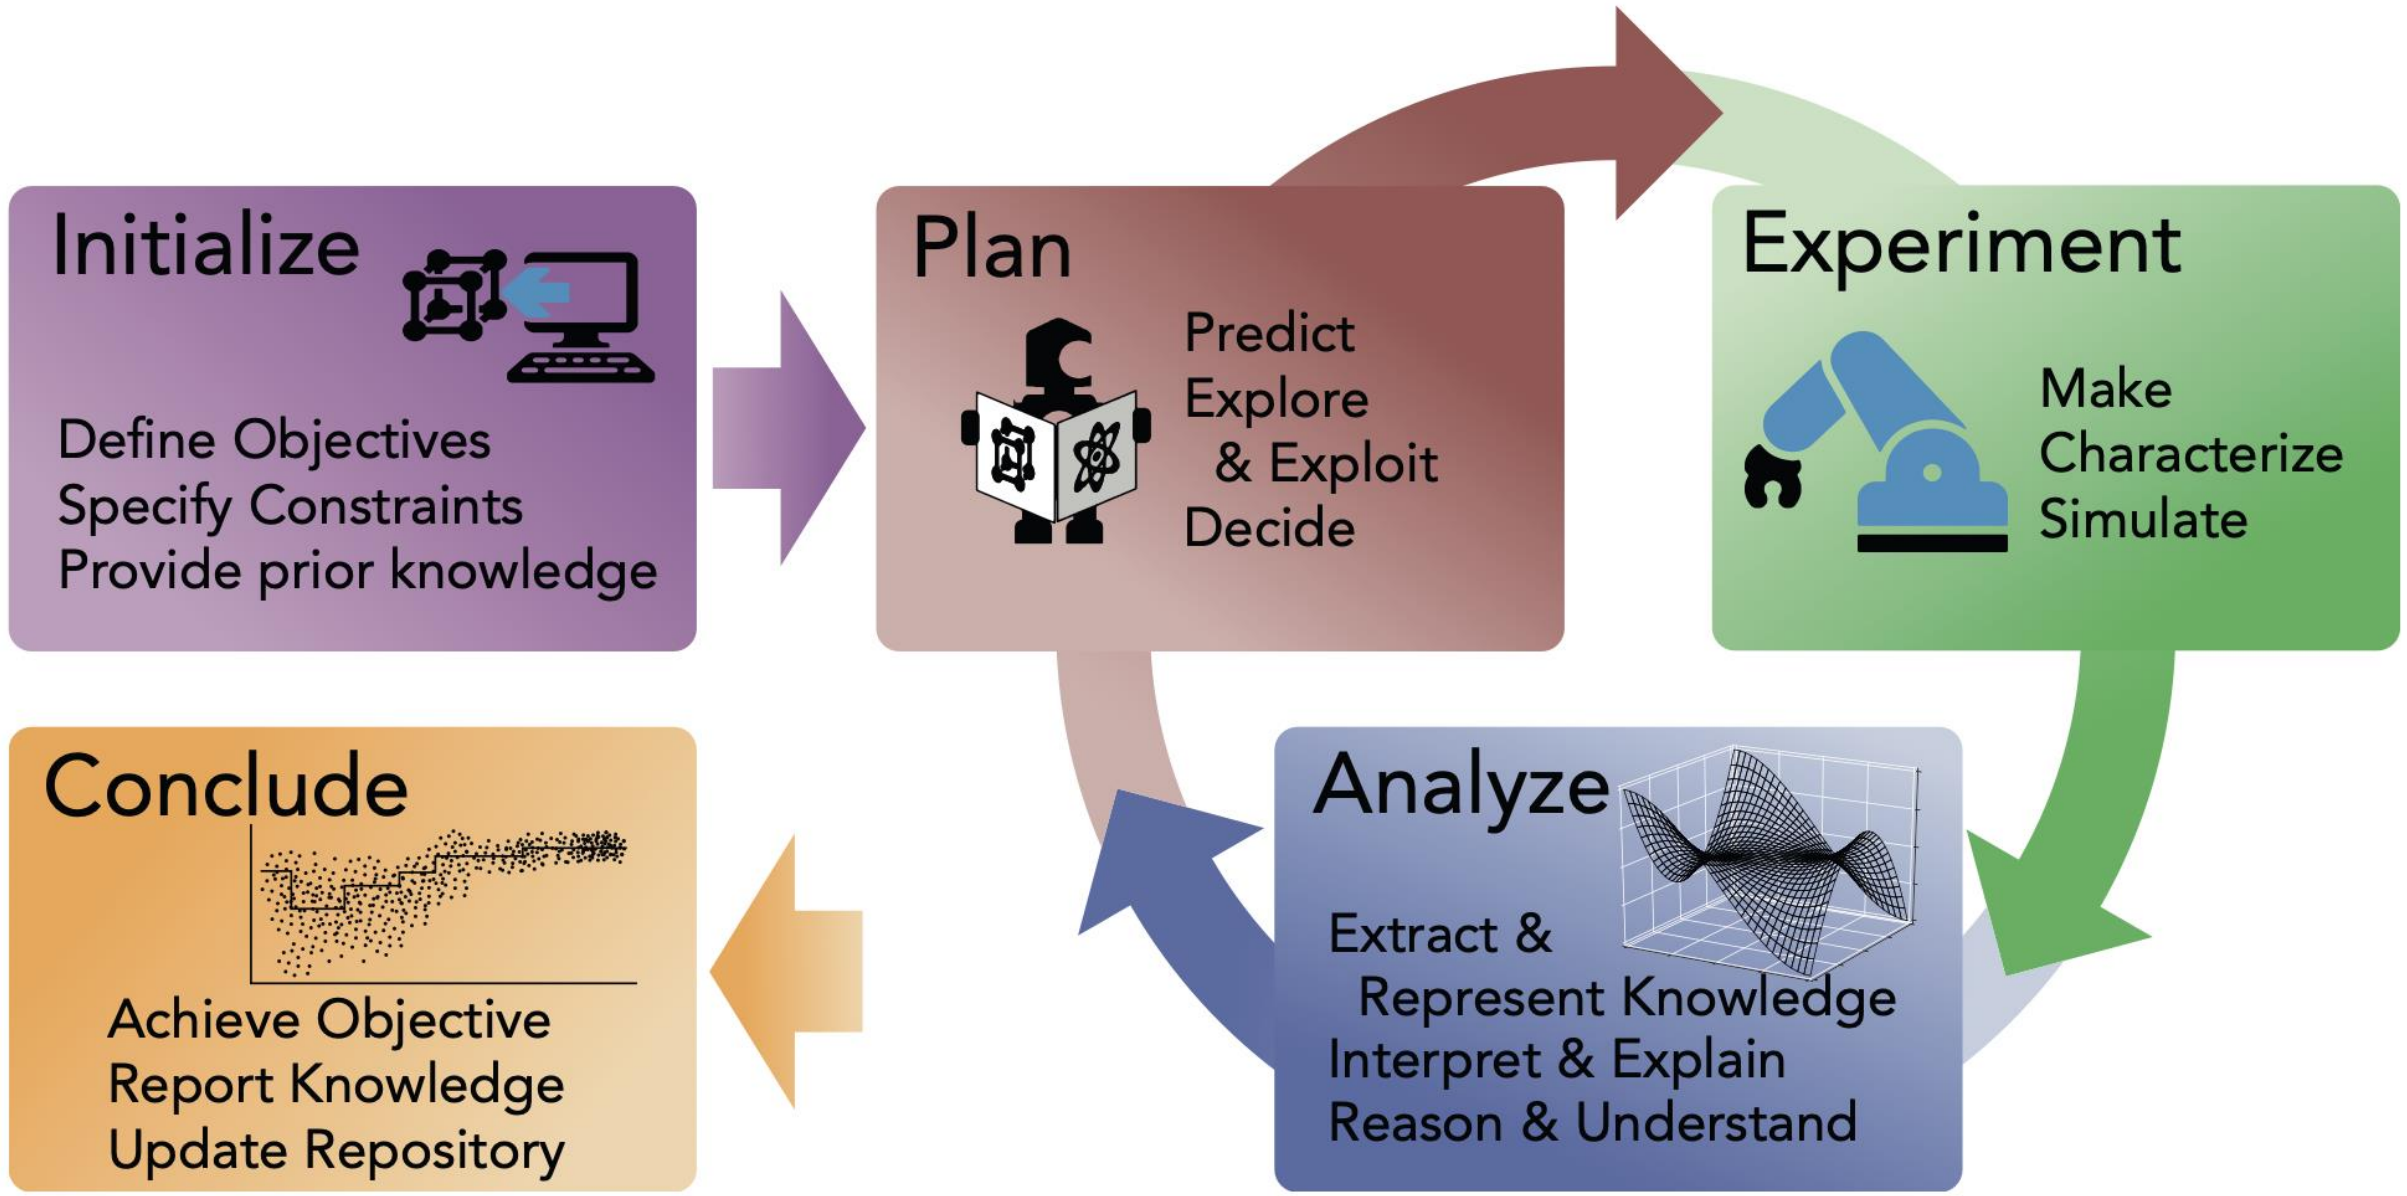 Initialize
Define Objectives
Specify Constraints
Provide prior knowledge
Plan
Predict
Explore
& Exploit
Decide
Experiment
Make
Characterize
Simulate
Analyze
Extract &
Represent Knowledge
Interpret & Explain
Reason & Understand
Conclude
Achieve Objective
Report Knowledge
Update Repository